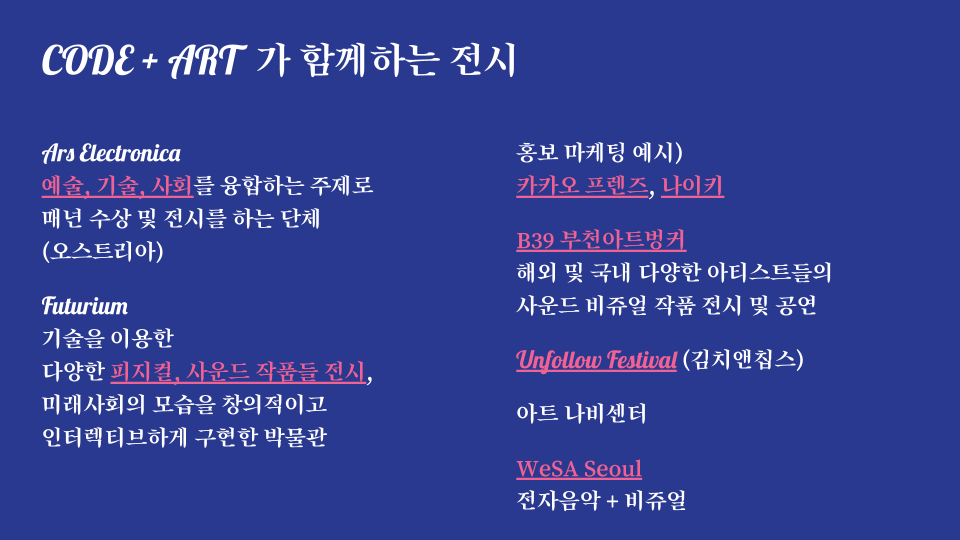 CODE + ART 가 함께하는 전시
Ars Electronica
예술, 기술, 사회를 융합하는 주제로
매년 수상 및 전시를 하는 단체
(오스트리아)
Futurium
기술을 이용한
다양한 피지컬, 사운드 작품들 전시,
미래사회의 모습을 창의적이고
인터렉티브하게 구현한 박물관
홍보 마케팅 예시)
카카오 프렌즈, 나이키
B39 부천아트벙커
해외 및 국내 다양한 아티스트들의
사운드 비쥬얼 작품 전시 및 공연
Unfollow Festival (김치앤칩스)
아트 나비센터
WeSA Seoul
전자음악 + 비쥬얼